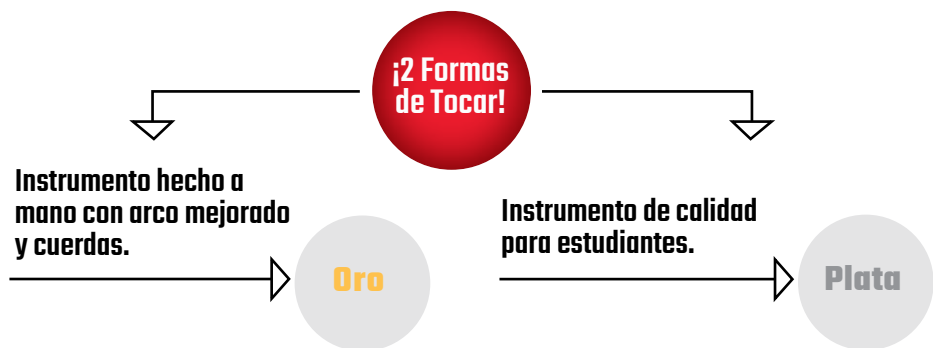 ¡2 Formas
de Tocar!
Instrumento hecho a
mano con arco mejorado
y cuerdas.
Oro
Instrumento de calidad
para estudiantes.
Plata